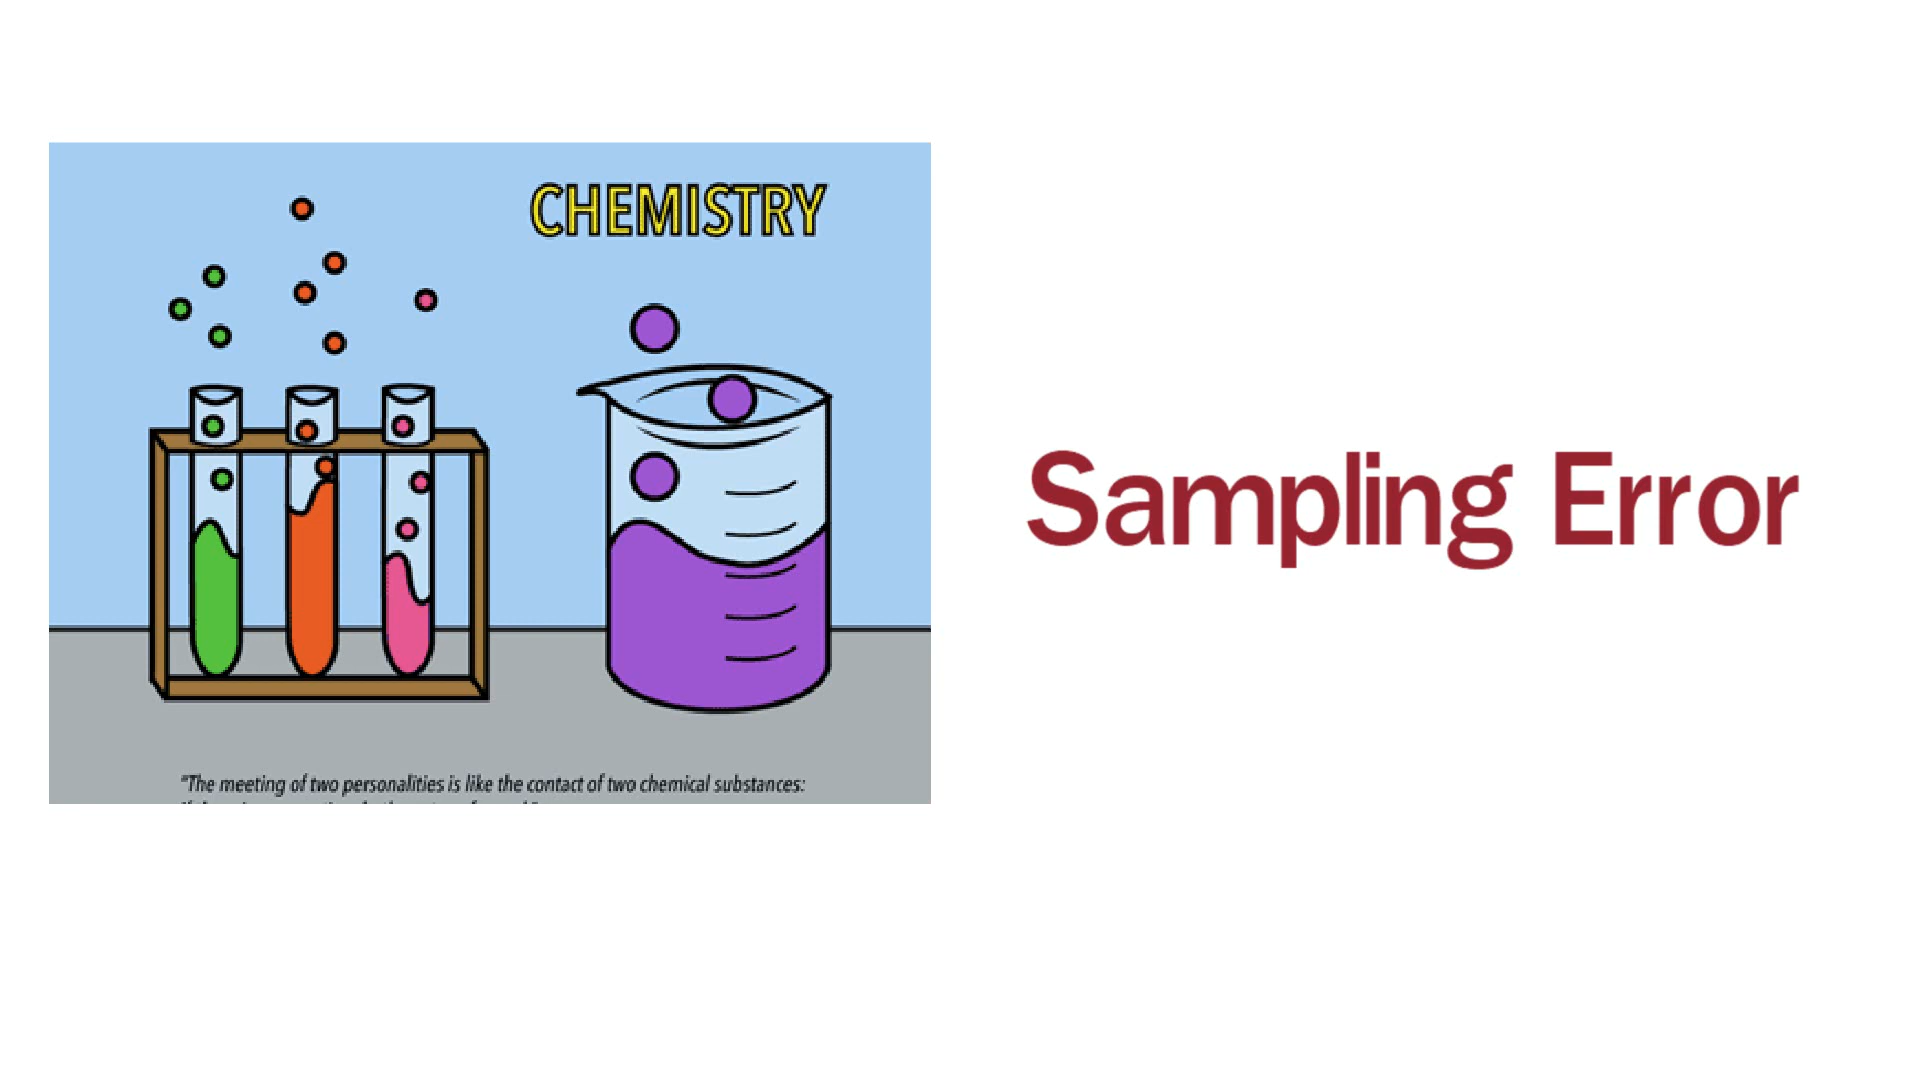 CHEMISTRY
Sampling Error
"The meeting of two personalities is like the contact of two chemical substances: